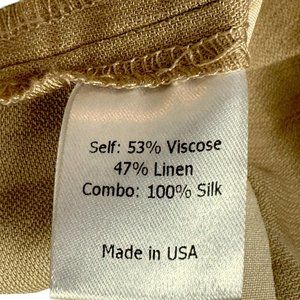 Self: 53% Viscose
47% Linen
Combo: 100% Silk
Made in USA